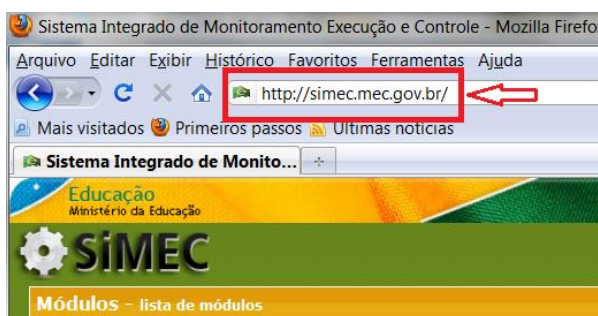 Sistema Integrado de Monitoramento Execução e Controle - Mozilla Firefo
Arquivo Editar Exibir Histórico Favoritos Ferramentas Ajuda
http://simec.mec.gov.br/
Mais visitados Primeiros passos Últimas notícias
Sistema Integrado de Monito...
Educação
Ministério da Educação
SiMEC
Módulos - lista de módulos